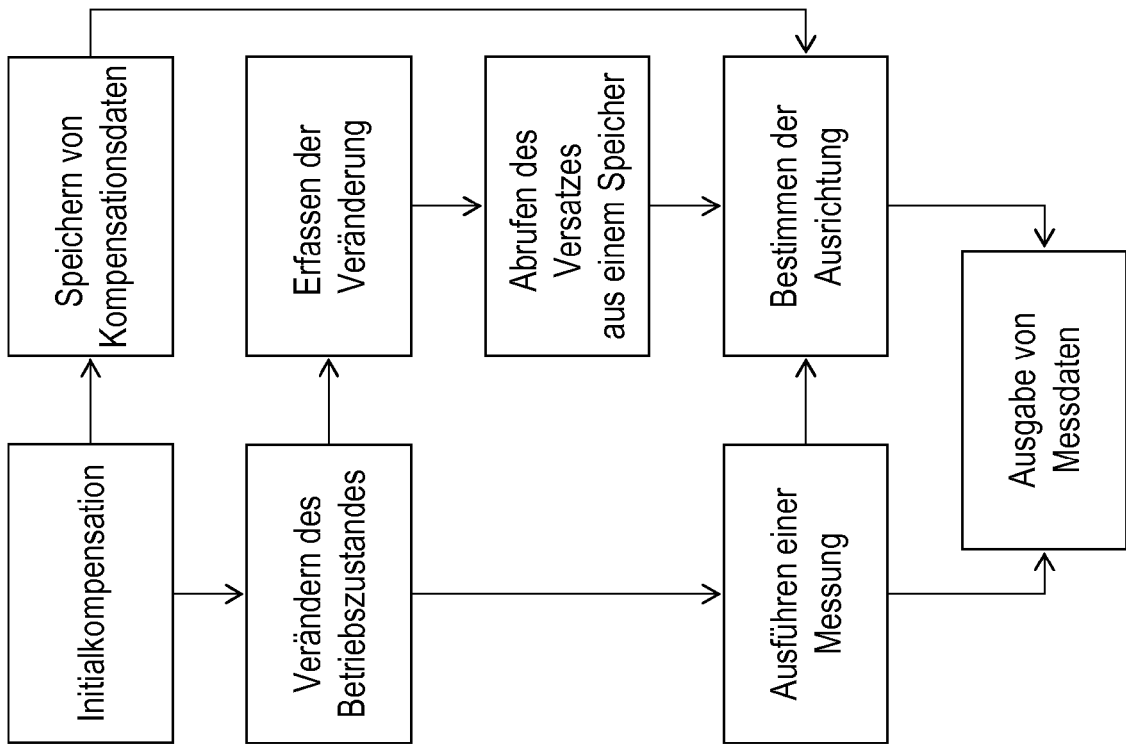 Initialkompensation
Speichern von
Kompensationsdaten
Verändern des
Betriebszustandes
Erfassen der
Veränderung
Abrufen des
Versatzes
aus einem Speicher
Ausführen einer
Messung
Bestimmen der
Ausrichtung
Ausgabe von
Messdaten